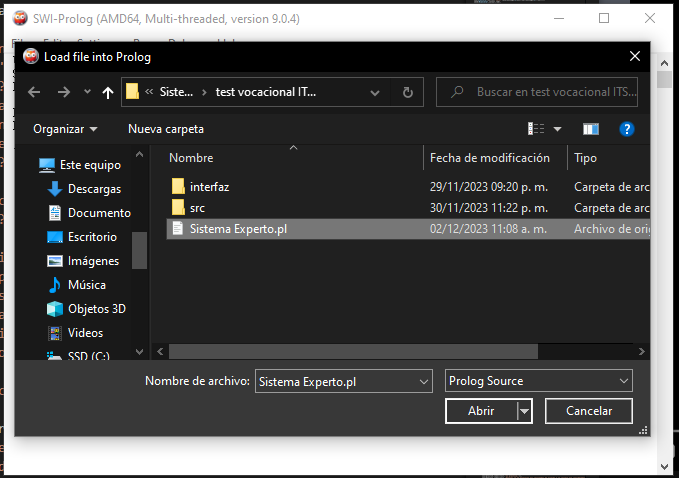 SWI-Prolog (AMD64, Multi-threaded, version 9.0.4)
Load file into Prolog
Siste... test vocacional IT...
Buscar en test vocacional ITS...
Organizar
Nueva carpeta
Nombre Fecha de modificación Tipo
Este equipo
Descargas
Documento
Escritorio
Imágenes
Música
Objetos 3D
Videos
SSD (C:)
interfaz 29/11/2023 09:20 p. m. Carpeta de arc
src 30/11/2023 11:22 p. m. Carpeta de arc
Sistema Experto.pl 02/12/2023 11:08 a. m. Archivo de orig
Nombre de archivo: Sistema Experto.pl Prolog Source
Abrir Cancelar